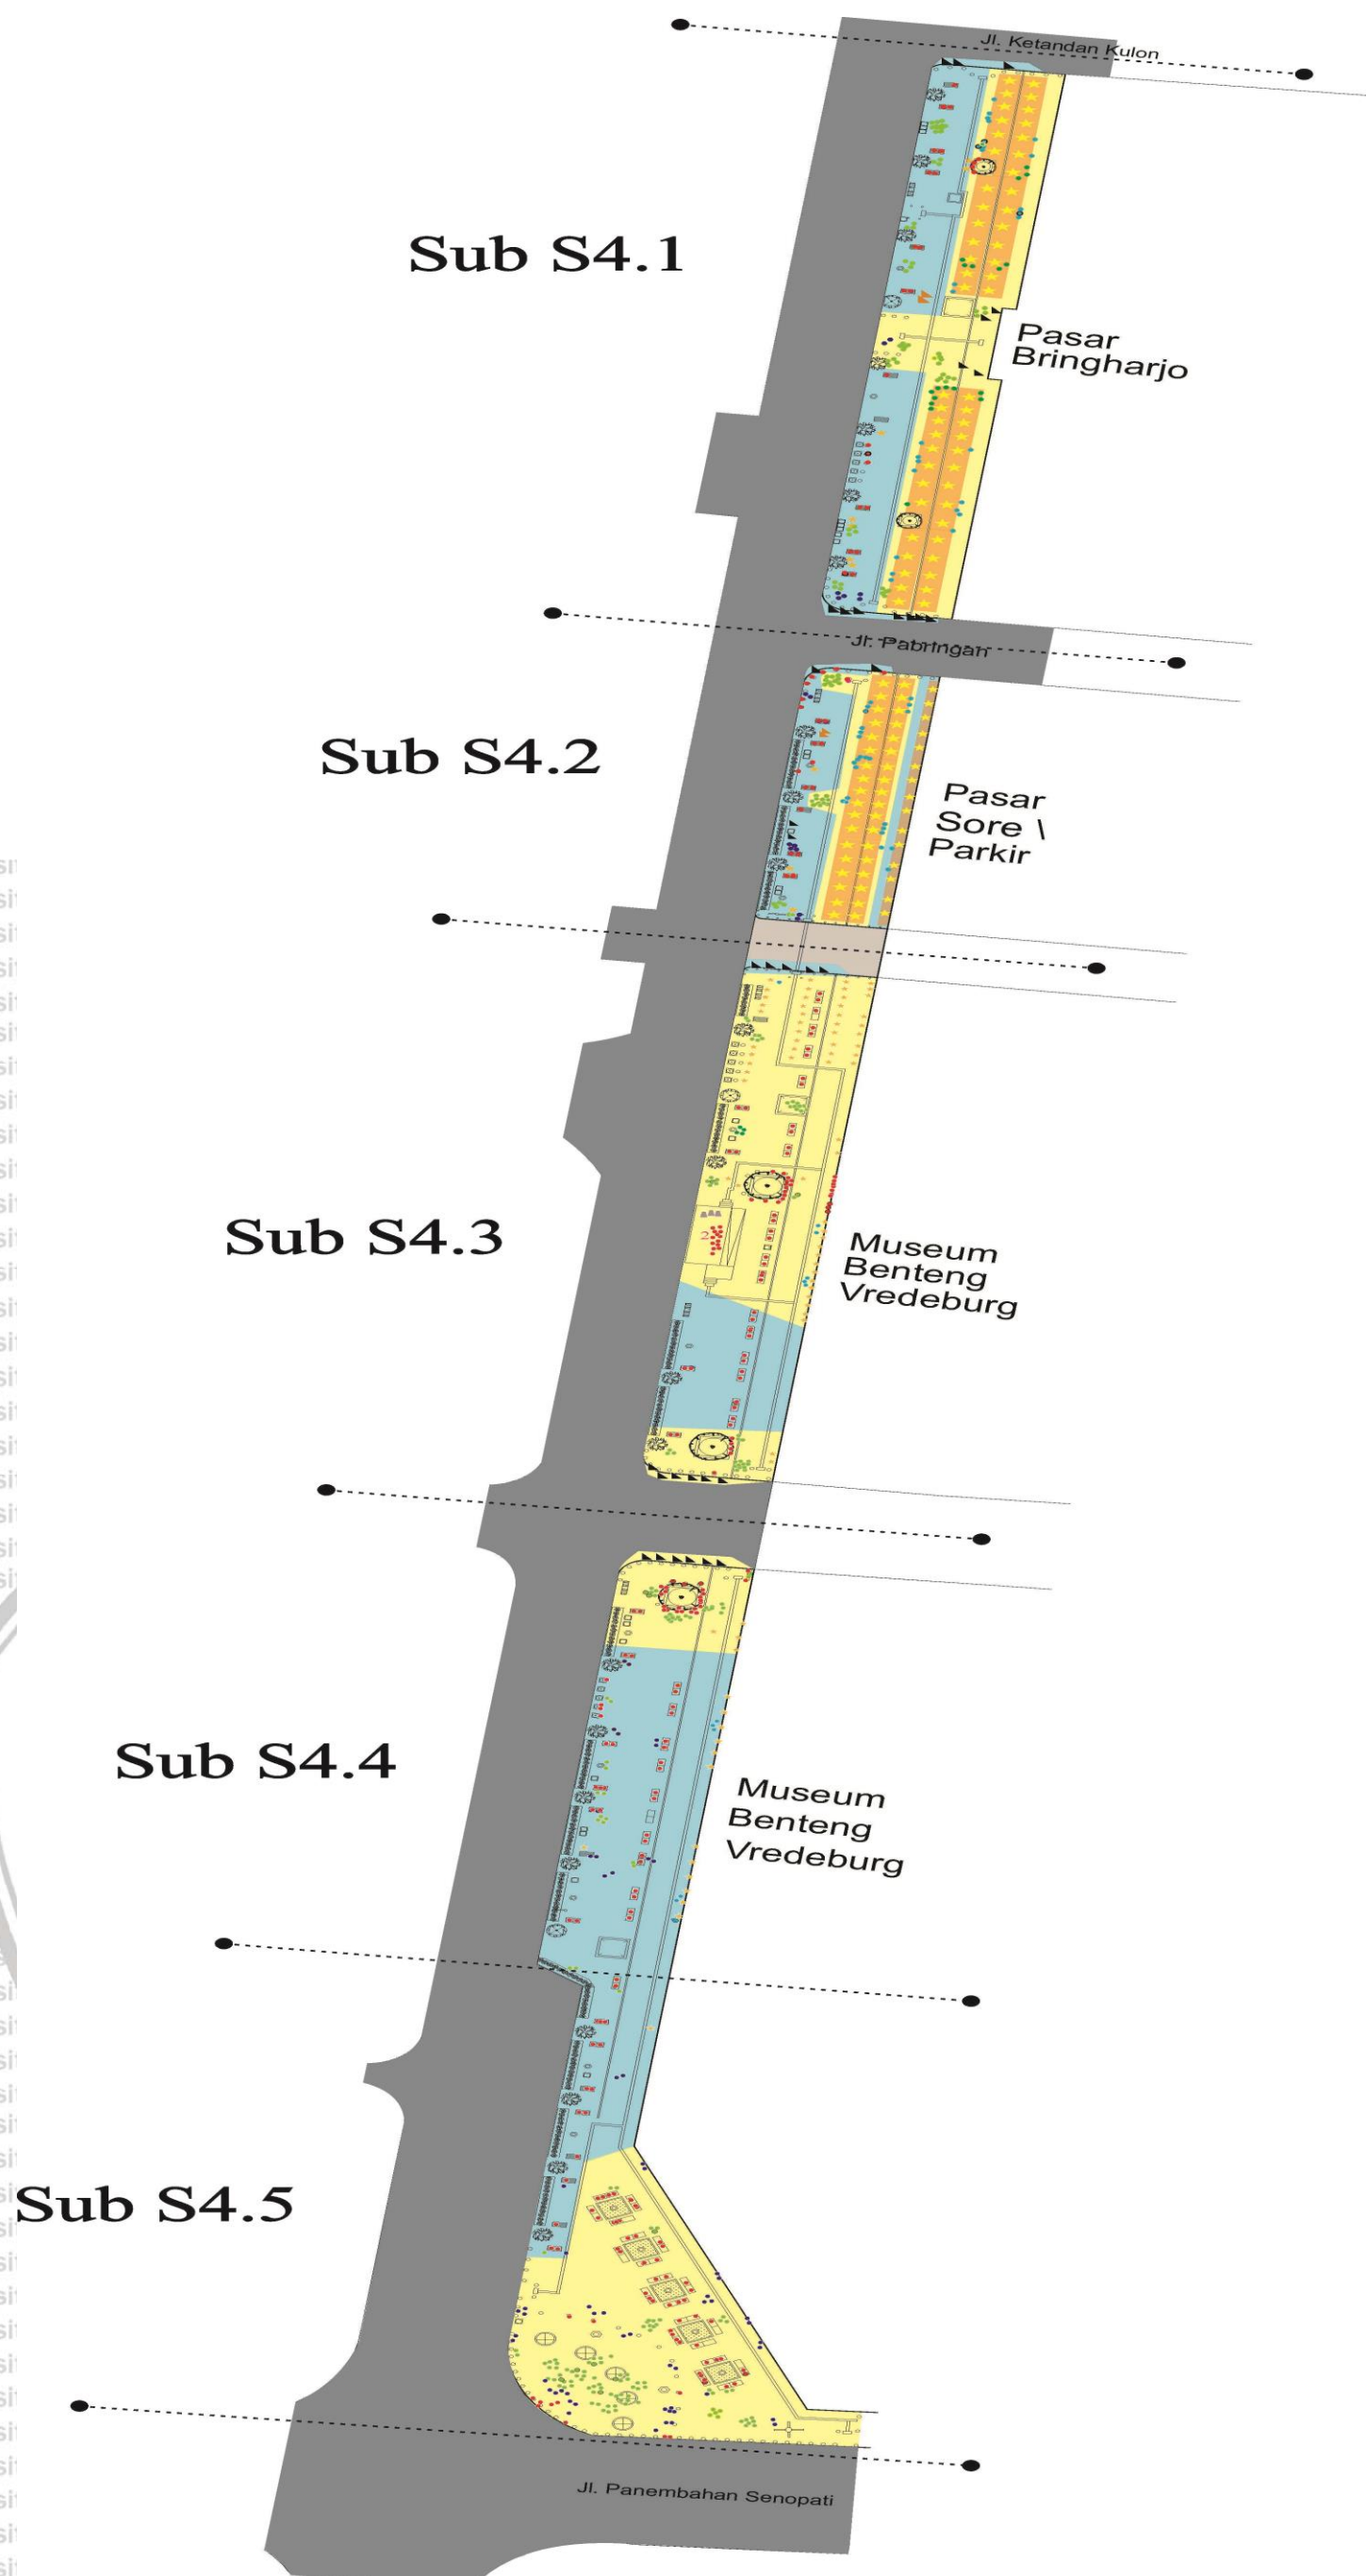 Jl. Ketandan Kulon
Sub S4.1
Pasar
Bringharjo
Jl. Pabringan
Sub S4.2
Pasar
Sore \
Parkir
Sub S4.3
2
Museum
Benteng
Vredeburg
Sub S4.4
Museum
Benteng
Vredeburg
Sub S4.5
Jl. Panembahan Senopati